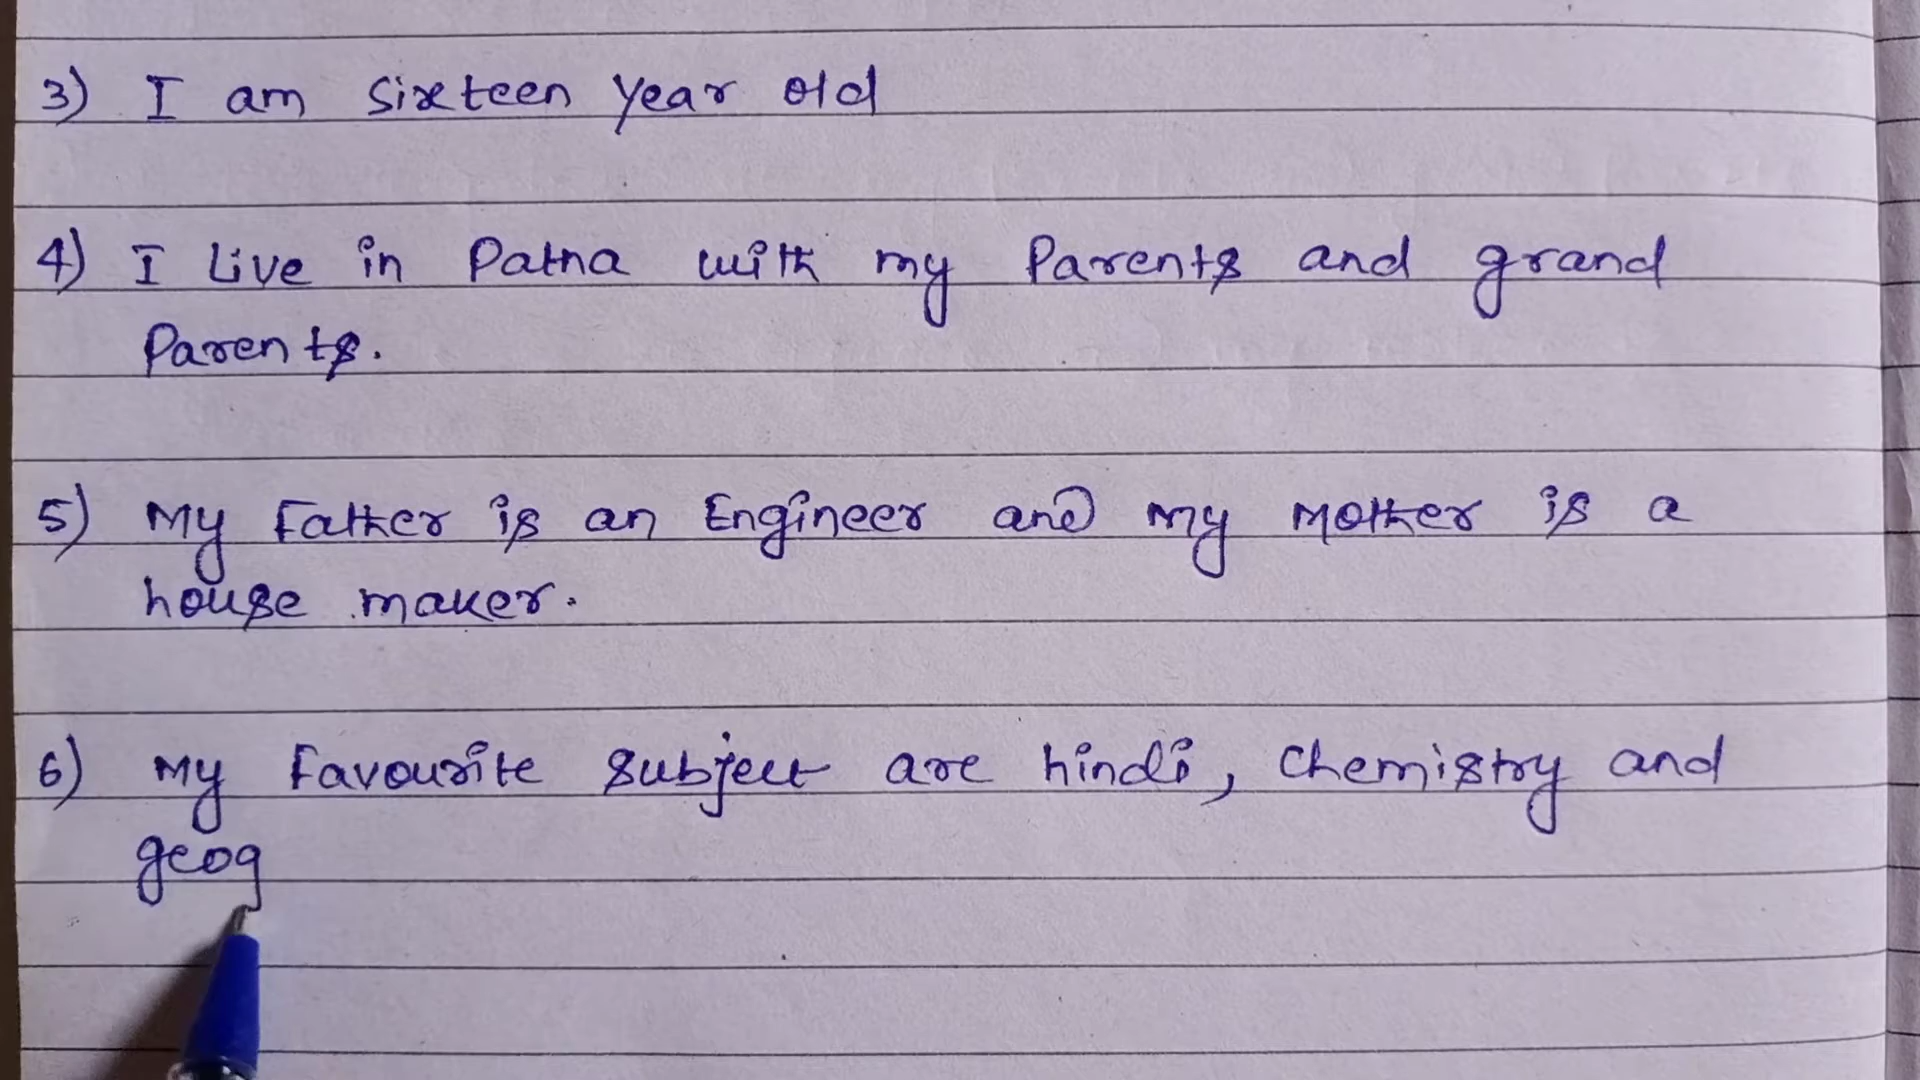 3) I am sixteen year old
4) I Live in Patna with my Parents and grand
Parents.
5) My Father is an Engineer and my Mother is a
house maker.
6) My Favourite subject are hindi, Chemistry and
geog